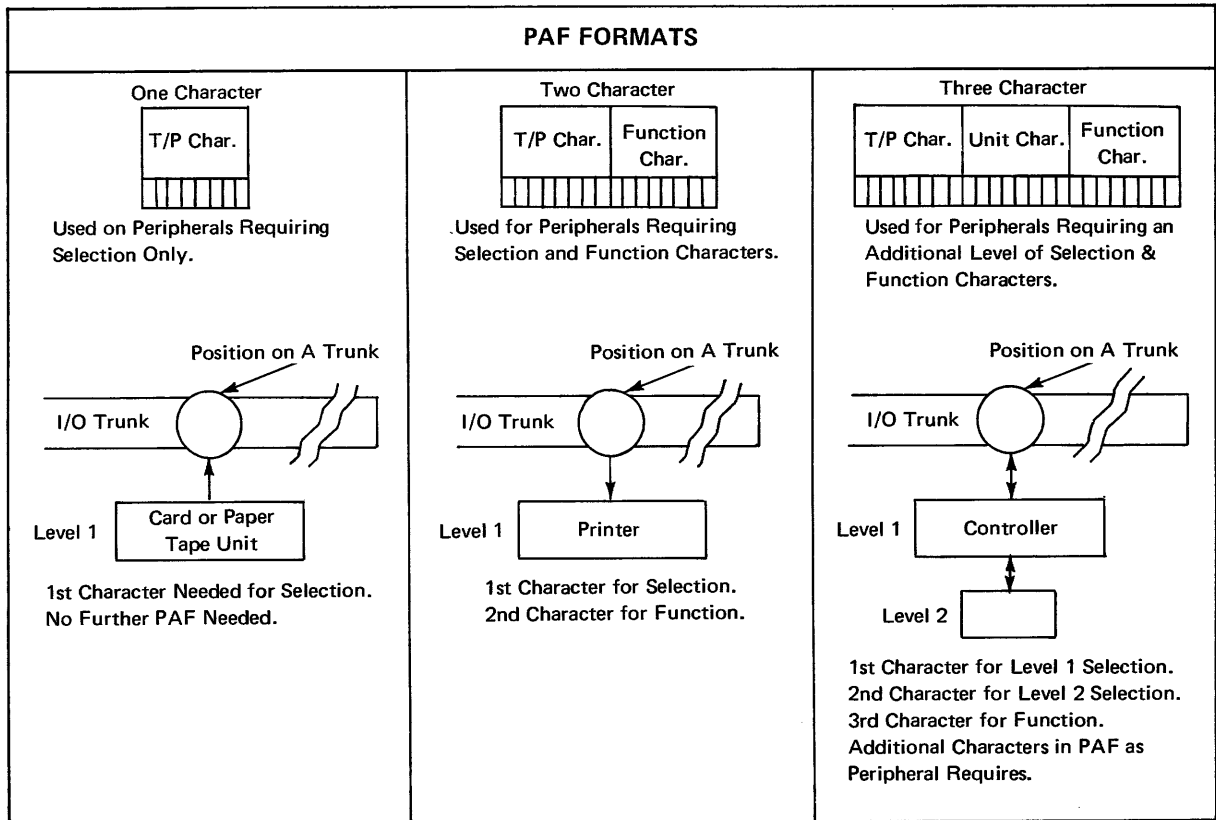 PAF FORMATS
One Character
T/P Char.
Used on Peripherals Requiring
Selection Only.
Position on A Trunk
I/O Trunk
Level 1
Card or Paper
Tape Unit
1st Character Needed for Selection.
No Further PAF Needed.
Two Character
T/P Char.
Function
Char.
Used for Peripherals Requiring
Selection and Function Characters.
Position on A Trunk
I/O Trunk
Level 1
Printer
1st Character for Selection.
2nd Character for Function.
Three Character
T/P Char.
Unit Char.
Function
Char.
Used for Peripherals Requiring an
Additional Level of Selection &
Function Characters.
Position on A Trunk
I/O Trunk
Level 1
Controller
Level 2
1st Character for Level 1 Selection.
2nd Character for Level 2 Selection.
3rd Character for Function.
Additional Characters in PAF as
Peripheral Requires.